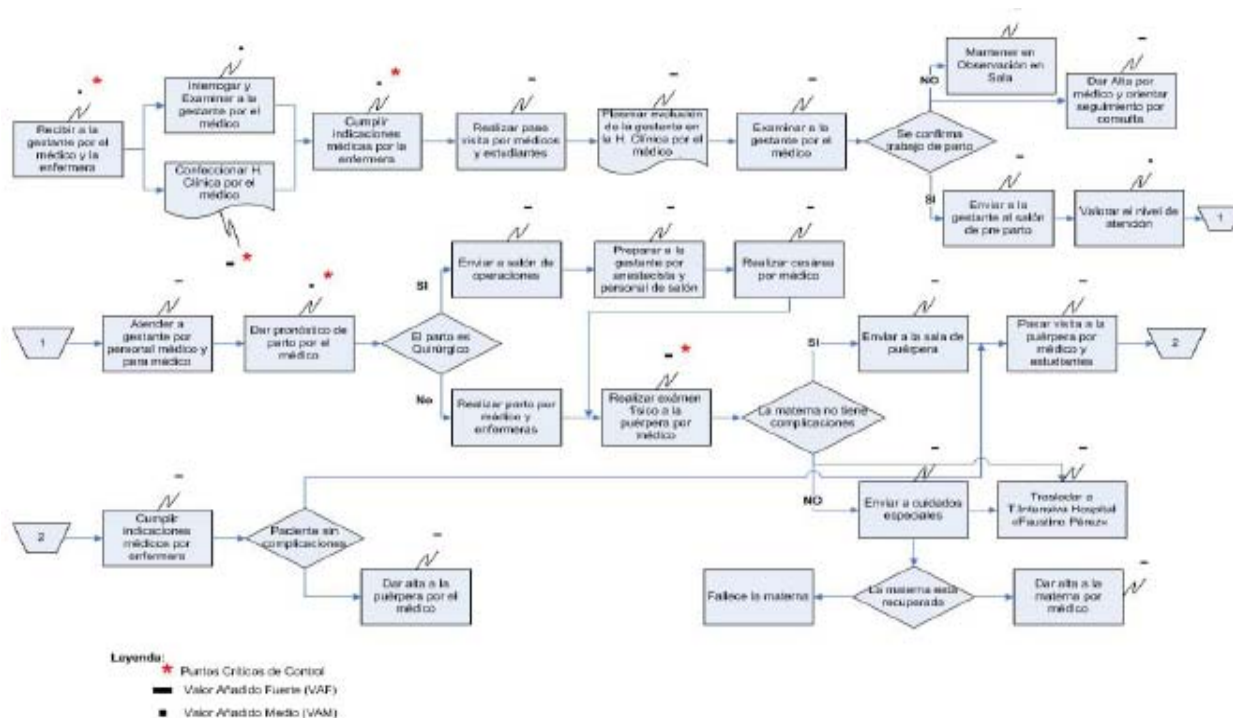 Recibir a la
gestante por el
médico y la
enfermera
Interrogar y
Examinar a la
gestante por el
médico
Confeccionar H.
Clínica por el
médico
Cumplir
indicaciones
médicas por la
enfermera
Realizar pase
visita por médicos
y estudiantes
Plasmar evolución
de la gestante en
la H. Clínica por el
médico
Examinar a la
gestante por el
médico
Se confirma
trabajo de parto
NO
Mantener en
Observación en
Sala
Dar Alta por
médico y orientar
seguimiento por
consulta
SI
Enviar a la
gestante al salón
de pre parto
Valorar el nivel de
atención
1
1
Atender a
gestante por
personal médico y
para médico
Dar pronóstico de
parto por el
médico
El parto es
Quirúrgico
SI
Enviar a salón de
operaciones
Preparar a la
gestante por
anestecista y
personal de salón
Realizar cesárea
por médico
No
Realizar parto por
médico y
enfermeras
Realizar exámen
físico a la
puérpera por
médico
La materna no tiene
complicaciones
SI
Enviar a la sala de
puérpera
Pasar visita a la
puérpera por
médico y
estudiantes
2
NO
Enviar a cuidados
especiales
Trasladar a
T.Intensiva Hospital
«Faustino Pérez»
2
Cumplir
indicaciones
médicas por
enfermera
Paciente sin
complicaciones
Dar alta a la
puérpera por el
médico
Fallece la materna
La materna está
recuperada
Dar alta a la
materna por
médico
Leyenda:
Puntos Críticos de Control
Valor Añadido Fuerte (VAF)
Valor Añadido Medio (VAM)